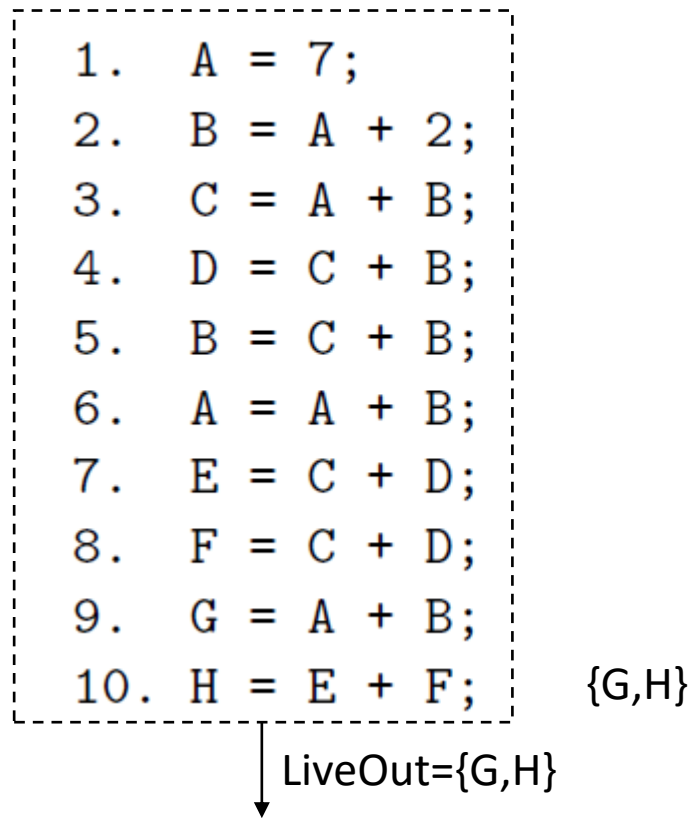 1. A = 7;
2. B = A + 2;
3. C = A + B;
4. D = C + B;
5. B = C + B;
6. A = A + B;
7. E = C + D;
8. F = C + D;
9. G = A + B;
10. H = E + F; {G,H}
LiveOut={G,H}